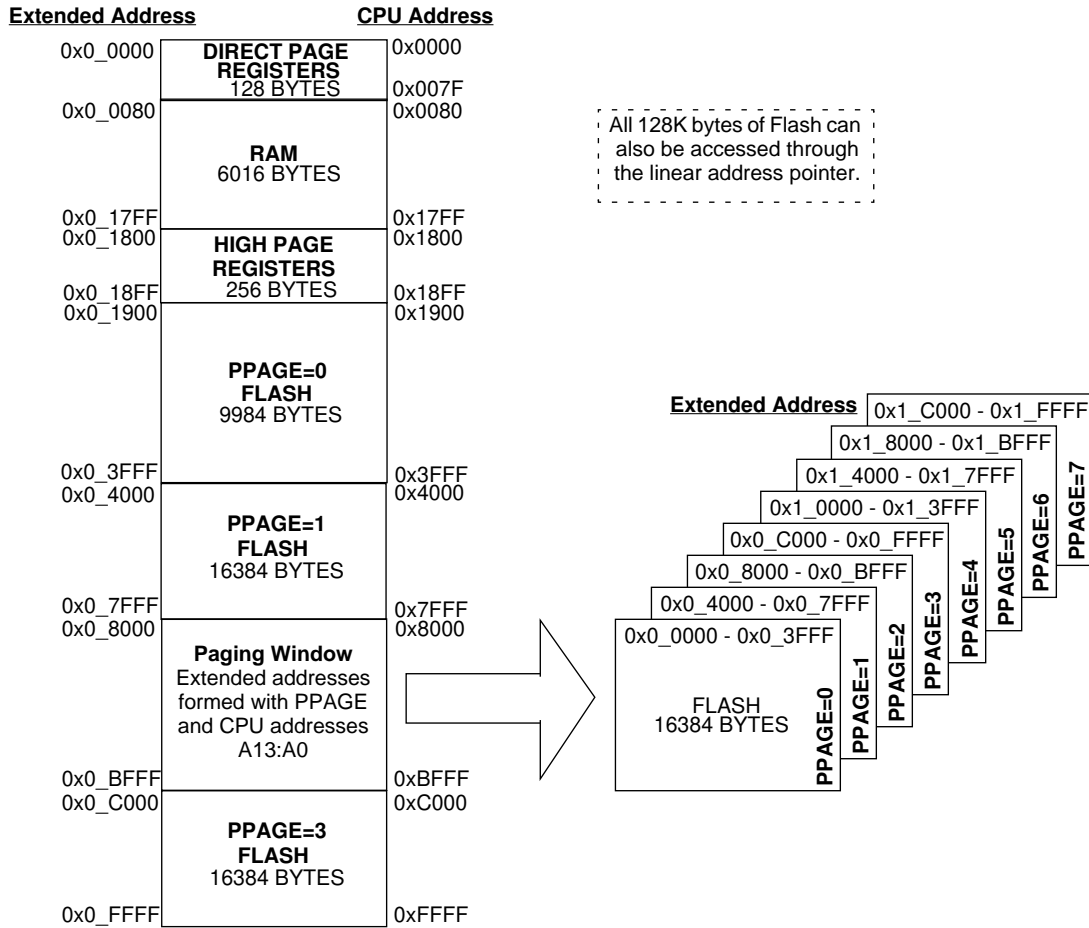 Extended Address
CPU Address
0x0_0000
DIRECT PAGE
REGISTERS
128 BYTES
0x0000
0x007F
0x0_0080
0x0080
RAM
6016 BYTES
0x0_17FF
0x17FF
0x0_1800
0x1800
HIGH PAGE
REGISTERS
256 BYTES
0x0_18FF
0x18FF
0x0_1900
0x1900
PPAGE=0
FLASH
9984 BYTES
0x0_3FFF
0x3FFF
0x0_4000
0x4000
PPAGE=1
FLASH
16384 BYTES
0x0_7FFF
0x7FFF
0x0_8000
0x8000
Paging Window
Extended addresses
formed with PPAGE
and CPU addresses
A13:A0
0x0_BFFF
0xBFFF
0x0_C000
0xC000
PPAGE=3
FLASH
16384 BYTES
0x0_FFFF
0xFFFF
All 128K bytes of Flash can
also be accessed through
the linear address pointer.
Extended Address
0x1_C000 - 0x1_FFFF
0x1_8000 - 0x1_BFFF
0x1_4000 - 0x1_7FFF
0x1_0000 - 0x1_3FFF
0x0_C000 - 0x0_FFFF
0x0_8000 - 0x0_BFFF
0x0_4000 - 0x0_7FFF
0x0_0000 - 0x0_3FFF
FLASH
16384 BYTES
PPAGE=0
PPAGE=1
PPAGE=2
PPAGE=3
PPAGE=4
PPAGE=5
PPAGE=6
PPAGE=7